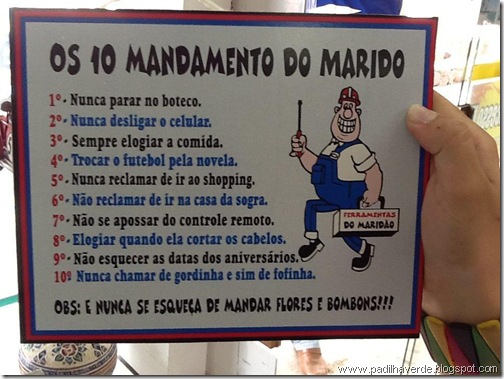 OS 10 MANDAMENTO DO MARIDO
1º- Nunca parar no boteco.
2º- Nunca desligar o celular.
3º- Sempre elogiar a comida.
4º- Trocar o futebol pela novela.
5º- Nunca reclamar de ir ao shopping.
6º- Não reclamar de ir na casa da sogra.
7º- Não se apossar do controle remoto.
8º- Elogiar quando ela cortar os cabelos.
9º- Não esquecer as datas dos aniversários.
10º Nunca chamar de gordinha e sim de fofinha.
FERRAMENTAS
DO MARIDÃO
OBS: E NUNCA SE ESQUEÇA DE MANDAR FLORES E BOMBONS!!!
www.padilhaverde.blogspot.com